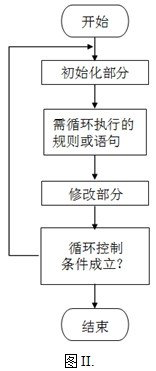 开始
初始化部分
需循环执行的
规则或语句
修改部分
循环控制
条件成立?
结束
图II.